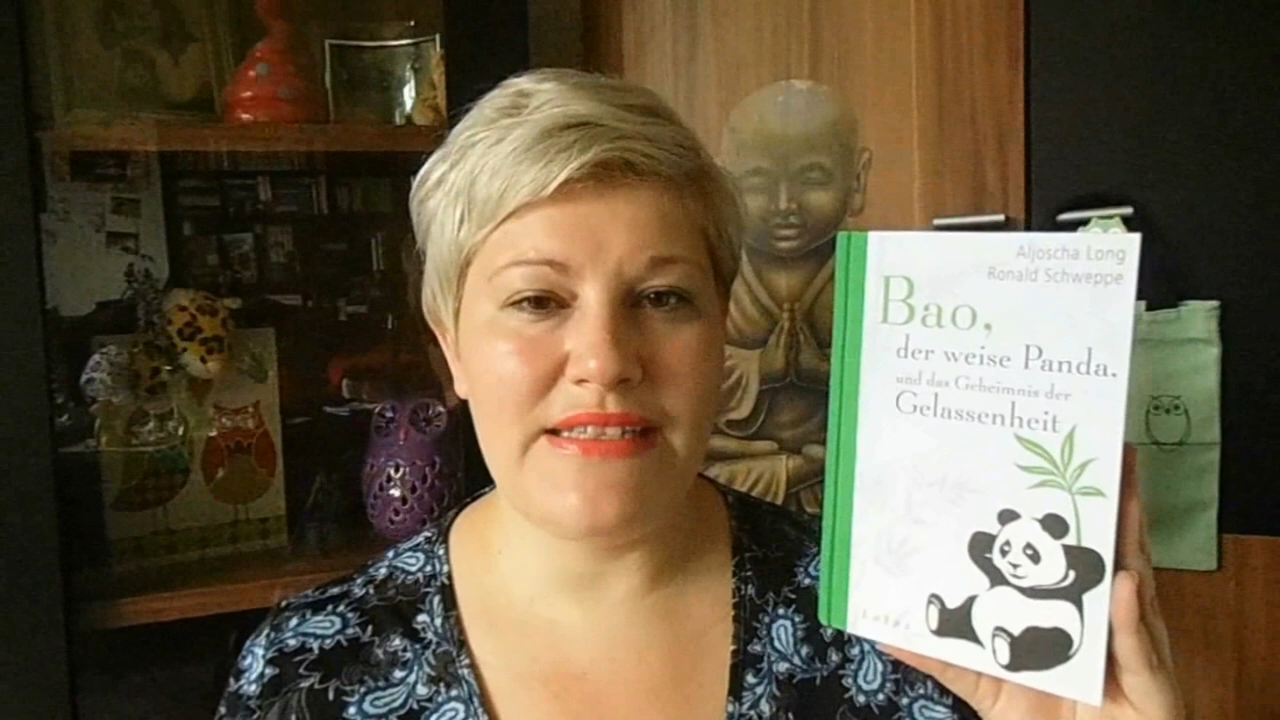 Aljoscha Long
Ronald Schweppe
Bao,
der weise Panda,
und das Geheimnis der
Gelassenheit